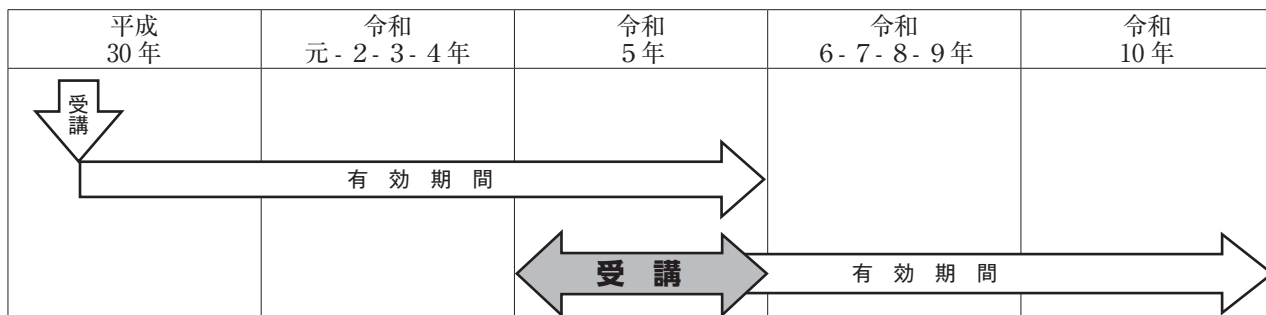 平成
30年
令和
元-2-3-4年
令和
5年
令和
6-7-8-9年
令和
10年
受講
有効期間
受講
有効期間